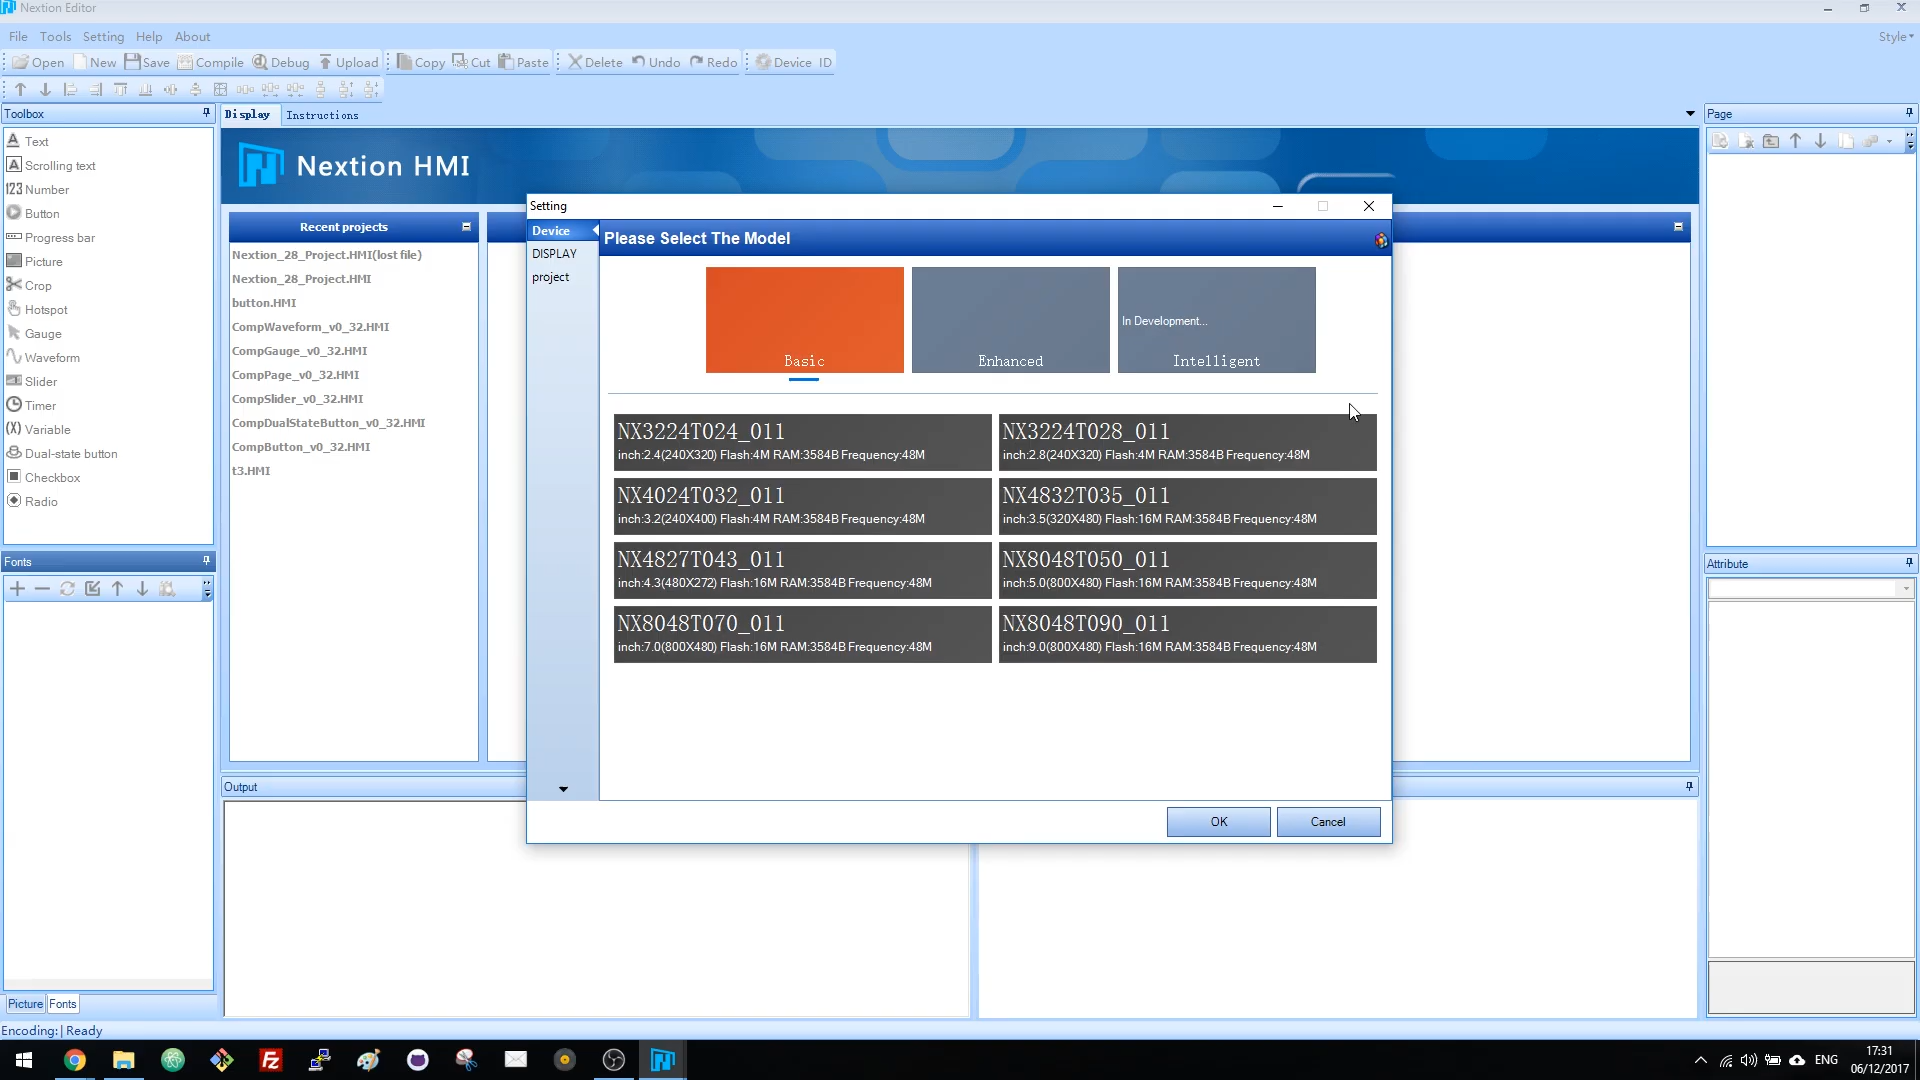 Nextion Editor
File Tools Setting Help About
Style
Open New Save Compile Debug Upload Copy Cut Paste Delete Undo Redo Device ID
Toolbox
Display Instructions
Page
Text
Scrolling text
123 Number
Button
Progress bar
Picture
Crop
Hotspot
Gauge
Waveform
Slider
Timer
(X) Variable
Dual-state button
Checkbox
Radio
Fonts
Picture Fonts
Nextion HMI
Recent projects
Nextion_28_Project.HMI(lost file)
Nextion_28_Project.HMI
button.HMI
CompWaveform_v0_32.HMI
CompGauge_v0_32.HMI
CompPage_v0_32.HMI
CompSlider_v0_32.HMI
CompDualStateButton_v0_32.HMI
CompButton_v0_32.HMI
t3.HMI
Setting
Device
DISPLAY
project
Please Select The Model
Basic
Enhanced
In Development...
Intelligent
NX3224T024_011
inch:2.4(240X320) Flash:4M RAM:3584B Frequency:48M
NX3224T028_011
inch:2.8(240X320) Flash:4M RAM:3584B Frequency:48M
NX4024T032_011
inch:3.2(240X400) Flash:4M RAM:3584B Frequency:48M
NX4832T035_011
inch:3.5(320X480) Flash:16M RAM:3584B Frequency:48M
NX4827T043_011
inch:4.3(480X272) Flash:16M RAM:3584B Frequency:48M
NX8048T050_011
inch:5.0(800X480) Flash:16M RAM:3584B Frequency:48M
NX8048T070_011
inch:7.0(800X480) Flash:16M RAM:3584B Frequency:48M
NX8048T090_011
inch:9.0(800X480) Flash:16M RAM:3584B Frequency:48M
OK Cancel
Output
Attribute
Encoding: Ready
ENG
17:31
06/12/2017